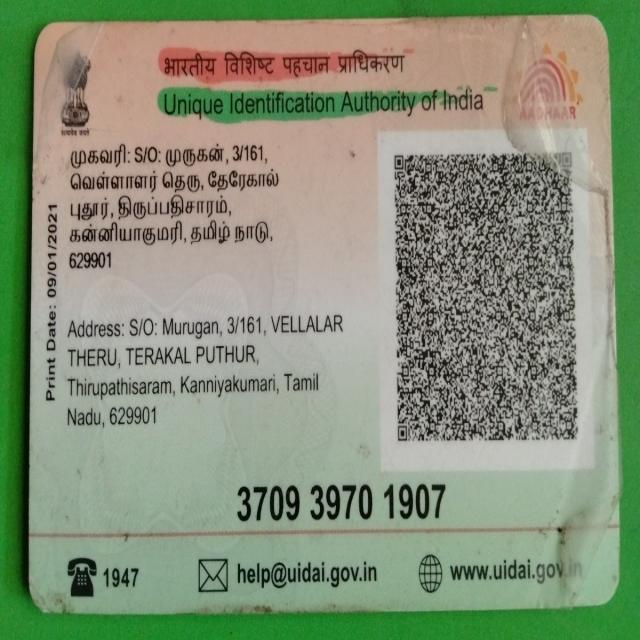 भारतीय विशिष्ट पहचान प्राधिकरण
Unique Identification Authority of India
AADHAAR
सत्यमेव जयते
முகவரி: S/O: முருகன், 3/161,
வெள்ளாளர் தெரு, தேரேகால்
புதூர், திருப்பதிசாரம்,
கன்னியாகுமரி, தமிழ் நாடு,
629901
Print Date: 09/01/2021
Address: S/O: Murugan, 3/161, VELLALAR
THERU, TERAKAL PUTHUR,
Thirupathisaram, Kanniyakumari, Tamil
Nadu, 629901
3709 3970 1907
1947 help@uidai.gov.in www.uidai.gov.in